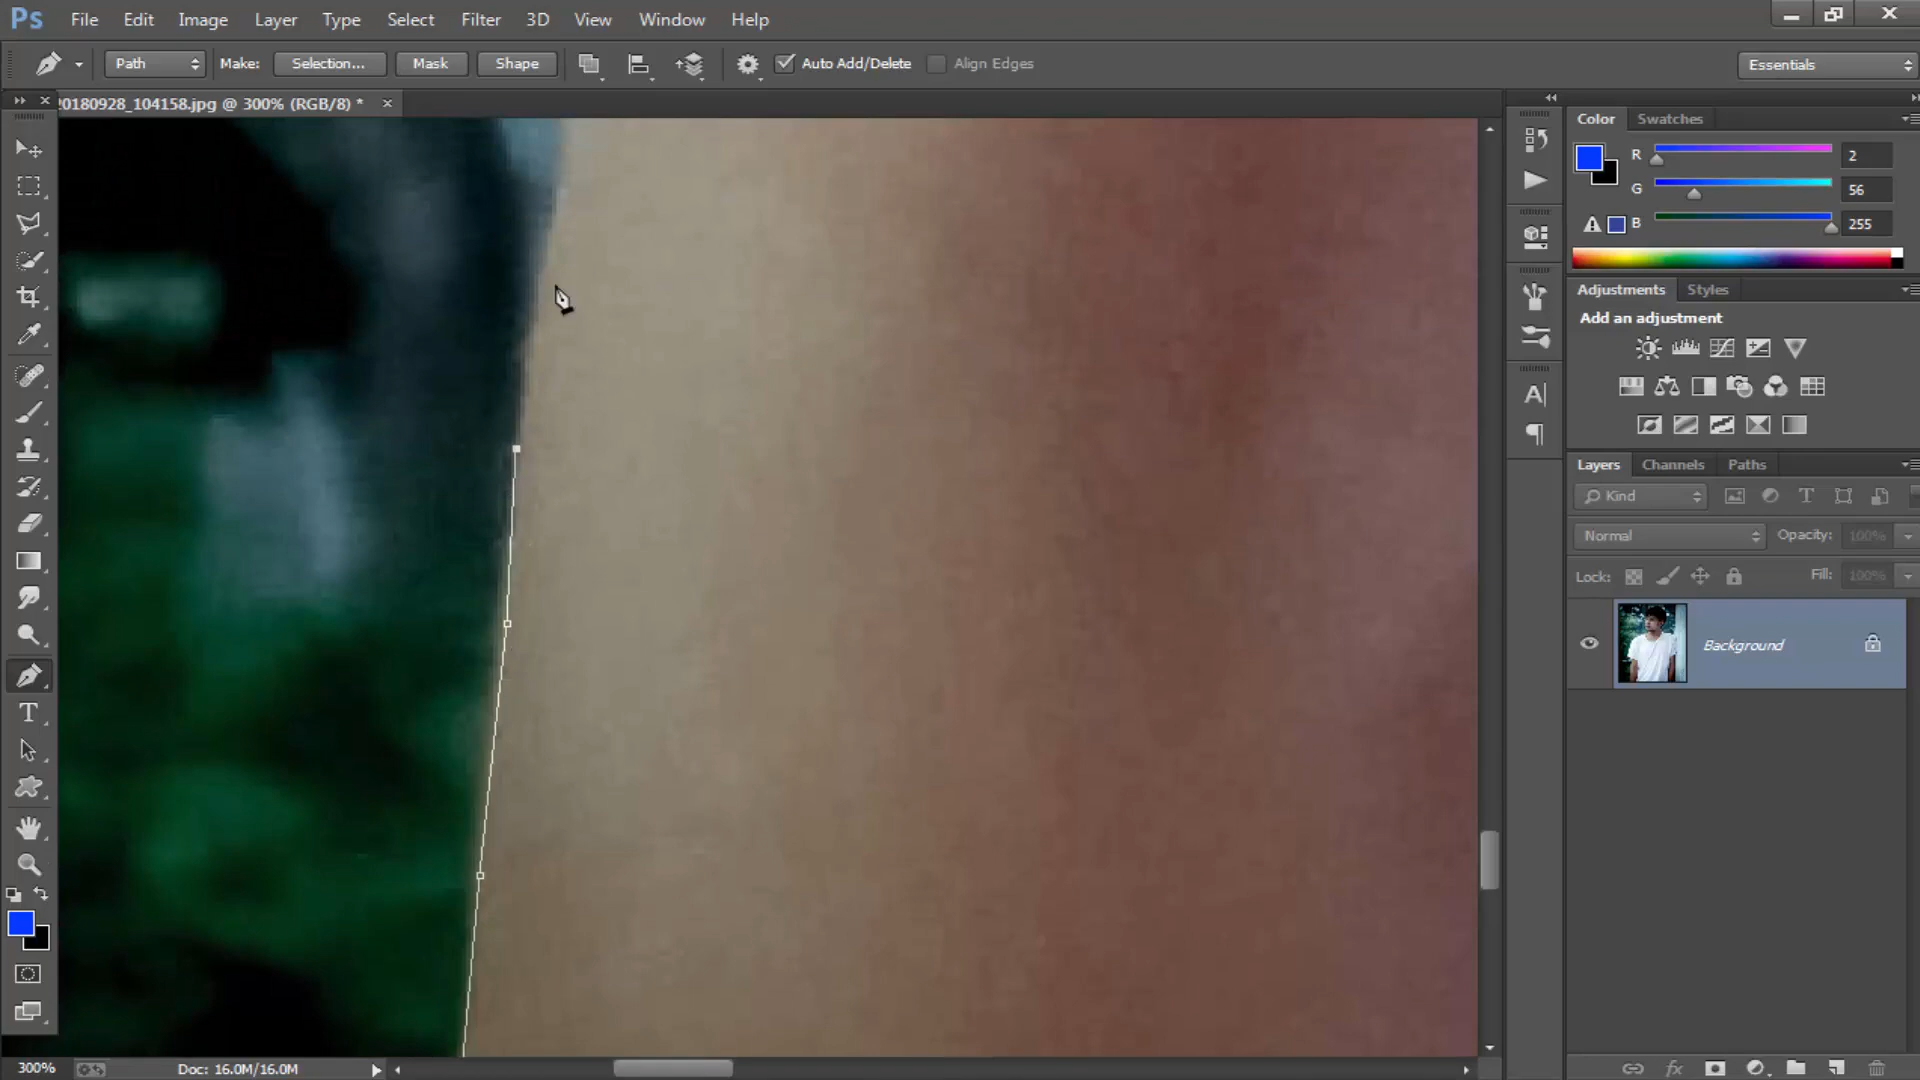 Ps File Edit Image Layer Type Select Filter 3D View Window Help
Path Make: Selection... Mask Shape Auto Add/Delete Align Edges Essentials
20180928_104158.jpg @ 300% (RGB/8) * ×
Color Swatches
R 2
G 56
B 255
Adjustments Styles
Add an adjustment
Layers Channels Paths
Kind
Normal Opacity: 100%
Lock: Fill: 100%
Background
300% Doc: 16.0M/16.0M